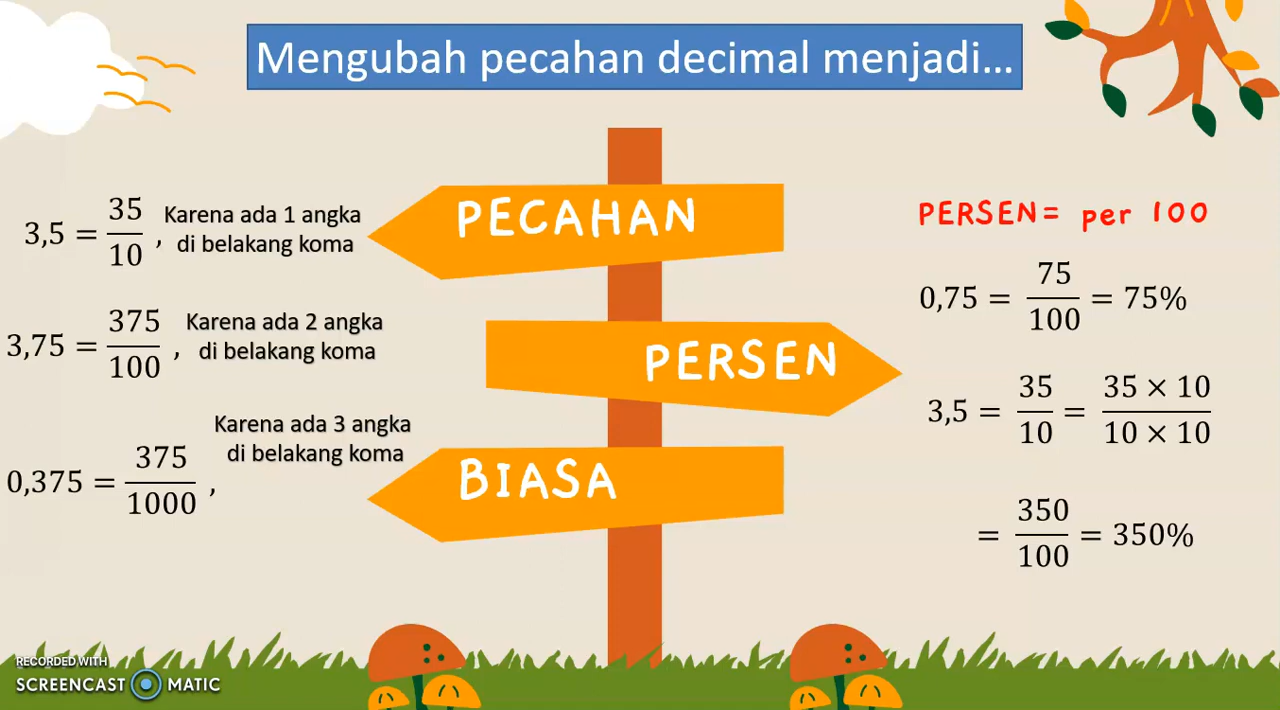 Mengubah pecahan decimal menjadi...
PECAHAN
PERSEN
BIASA
3,5 = 35/10 , Karena ada 1 angka
di belakang koma
3,75 = 375/100 , Karena ada 2 angka
di belakang koma
Karena ada 3 angka
di belakang koma
0,375 = 375/1000 ,
PERSEN = per 100
0,75 = 75/100 = 75%
3,5 = 35/10 = 35 × 10/10 × 10
= 350/100 = 350%
RECORDED WITH
SCREENCAST MATIC